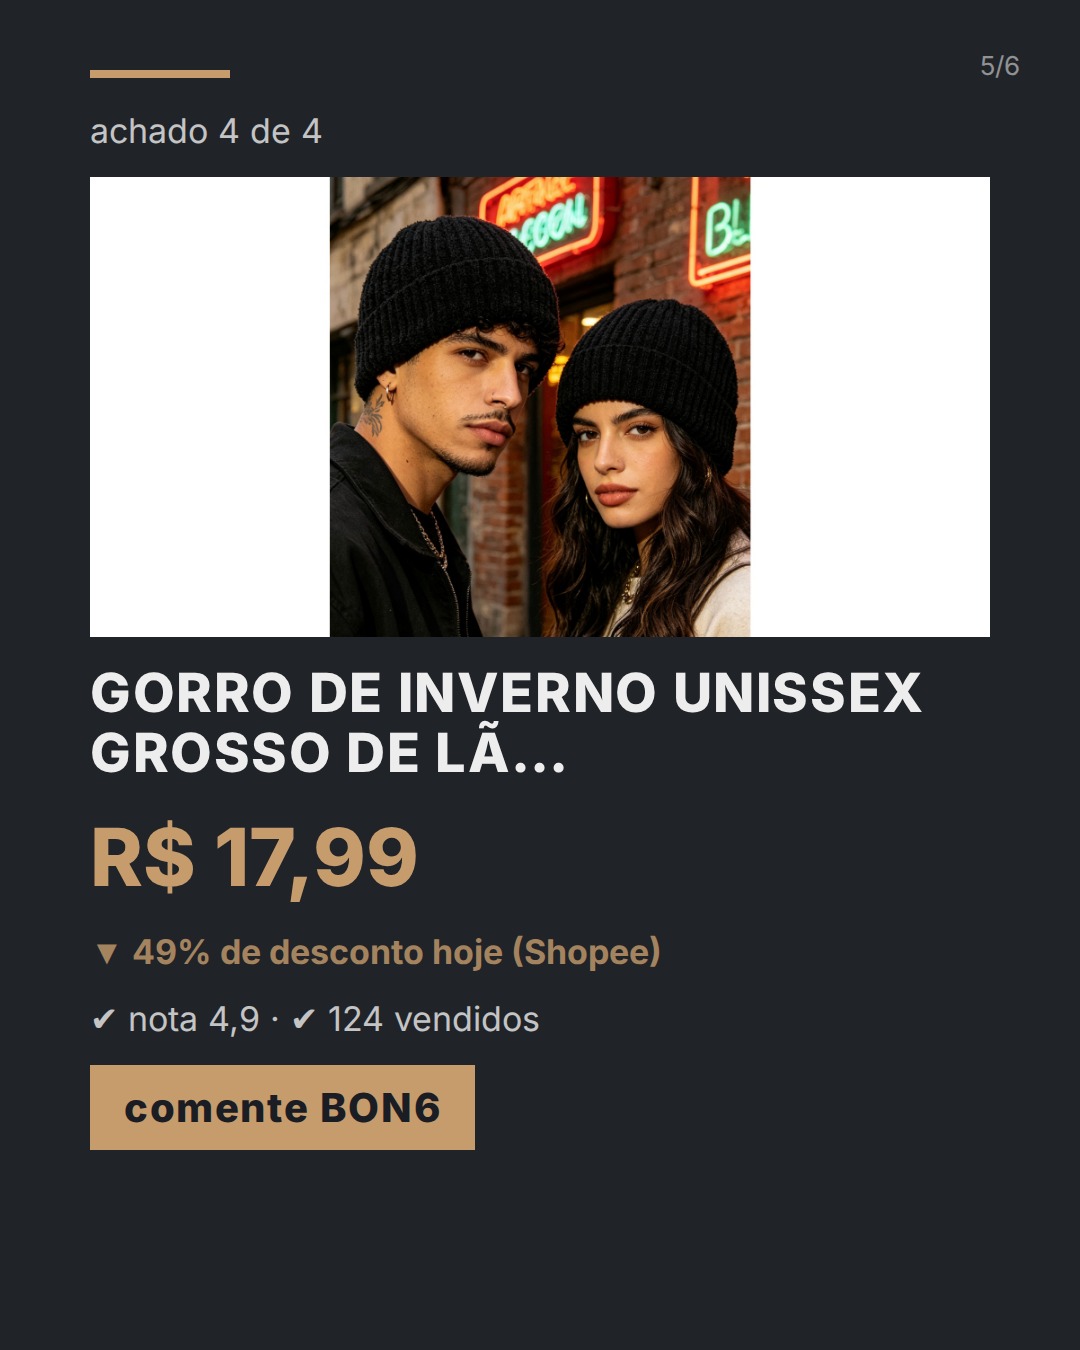 5/6
achado 4 de 4
BL
GORRO DE INVERNO UNISSEX
GROSSO DE LÃ...
R$ 17,99
▼ 49% de desconto hoje (Shopee)
✔ nota 4,9 · ✔ 124 vendidos
comente BON6